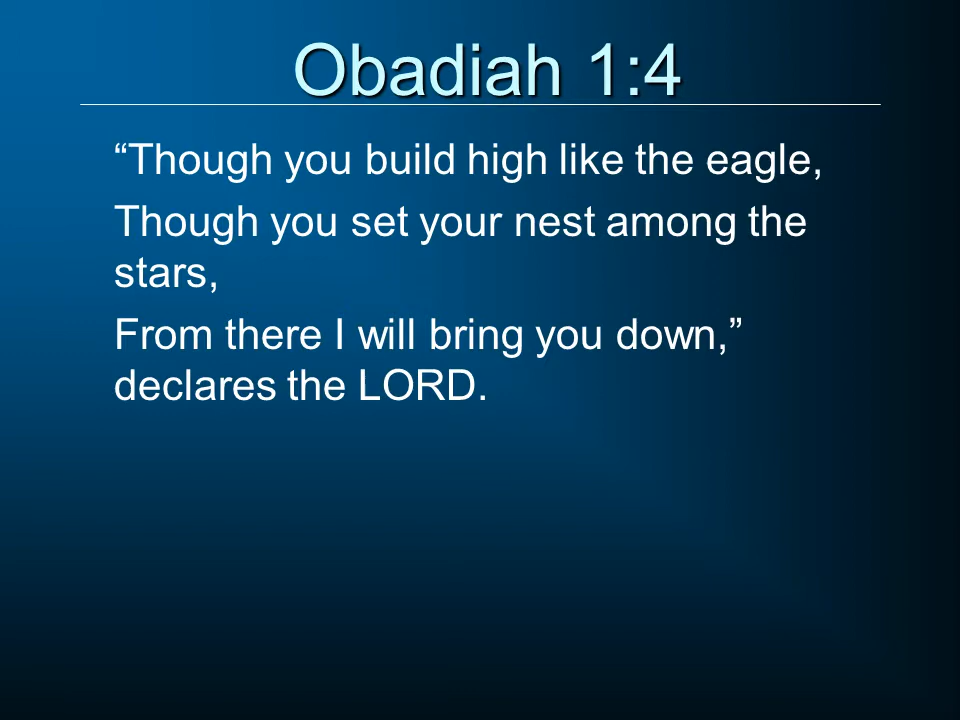 Obadiah 1:4
“Though you build high like the eagle,
Though you set your nest among the
stars,
From there I will bring you down,”
declares the LORD.